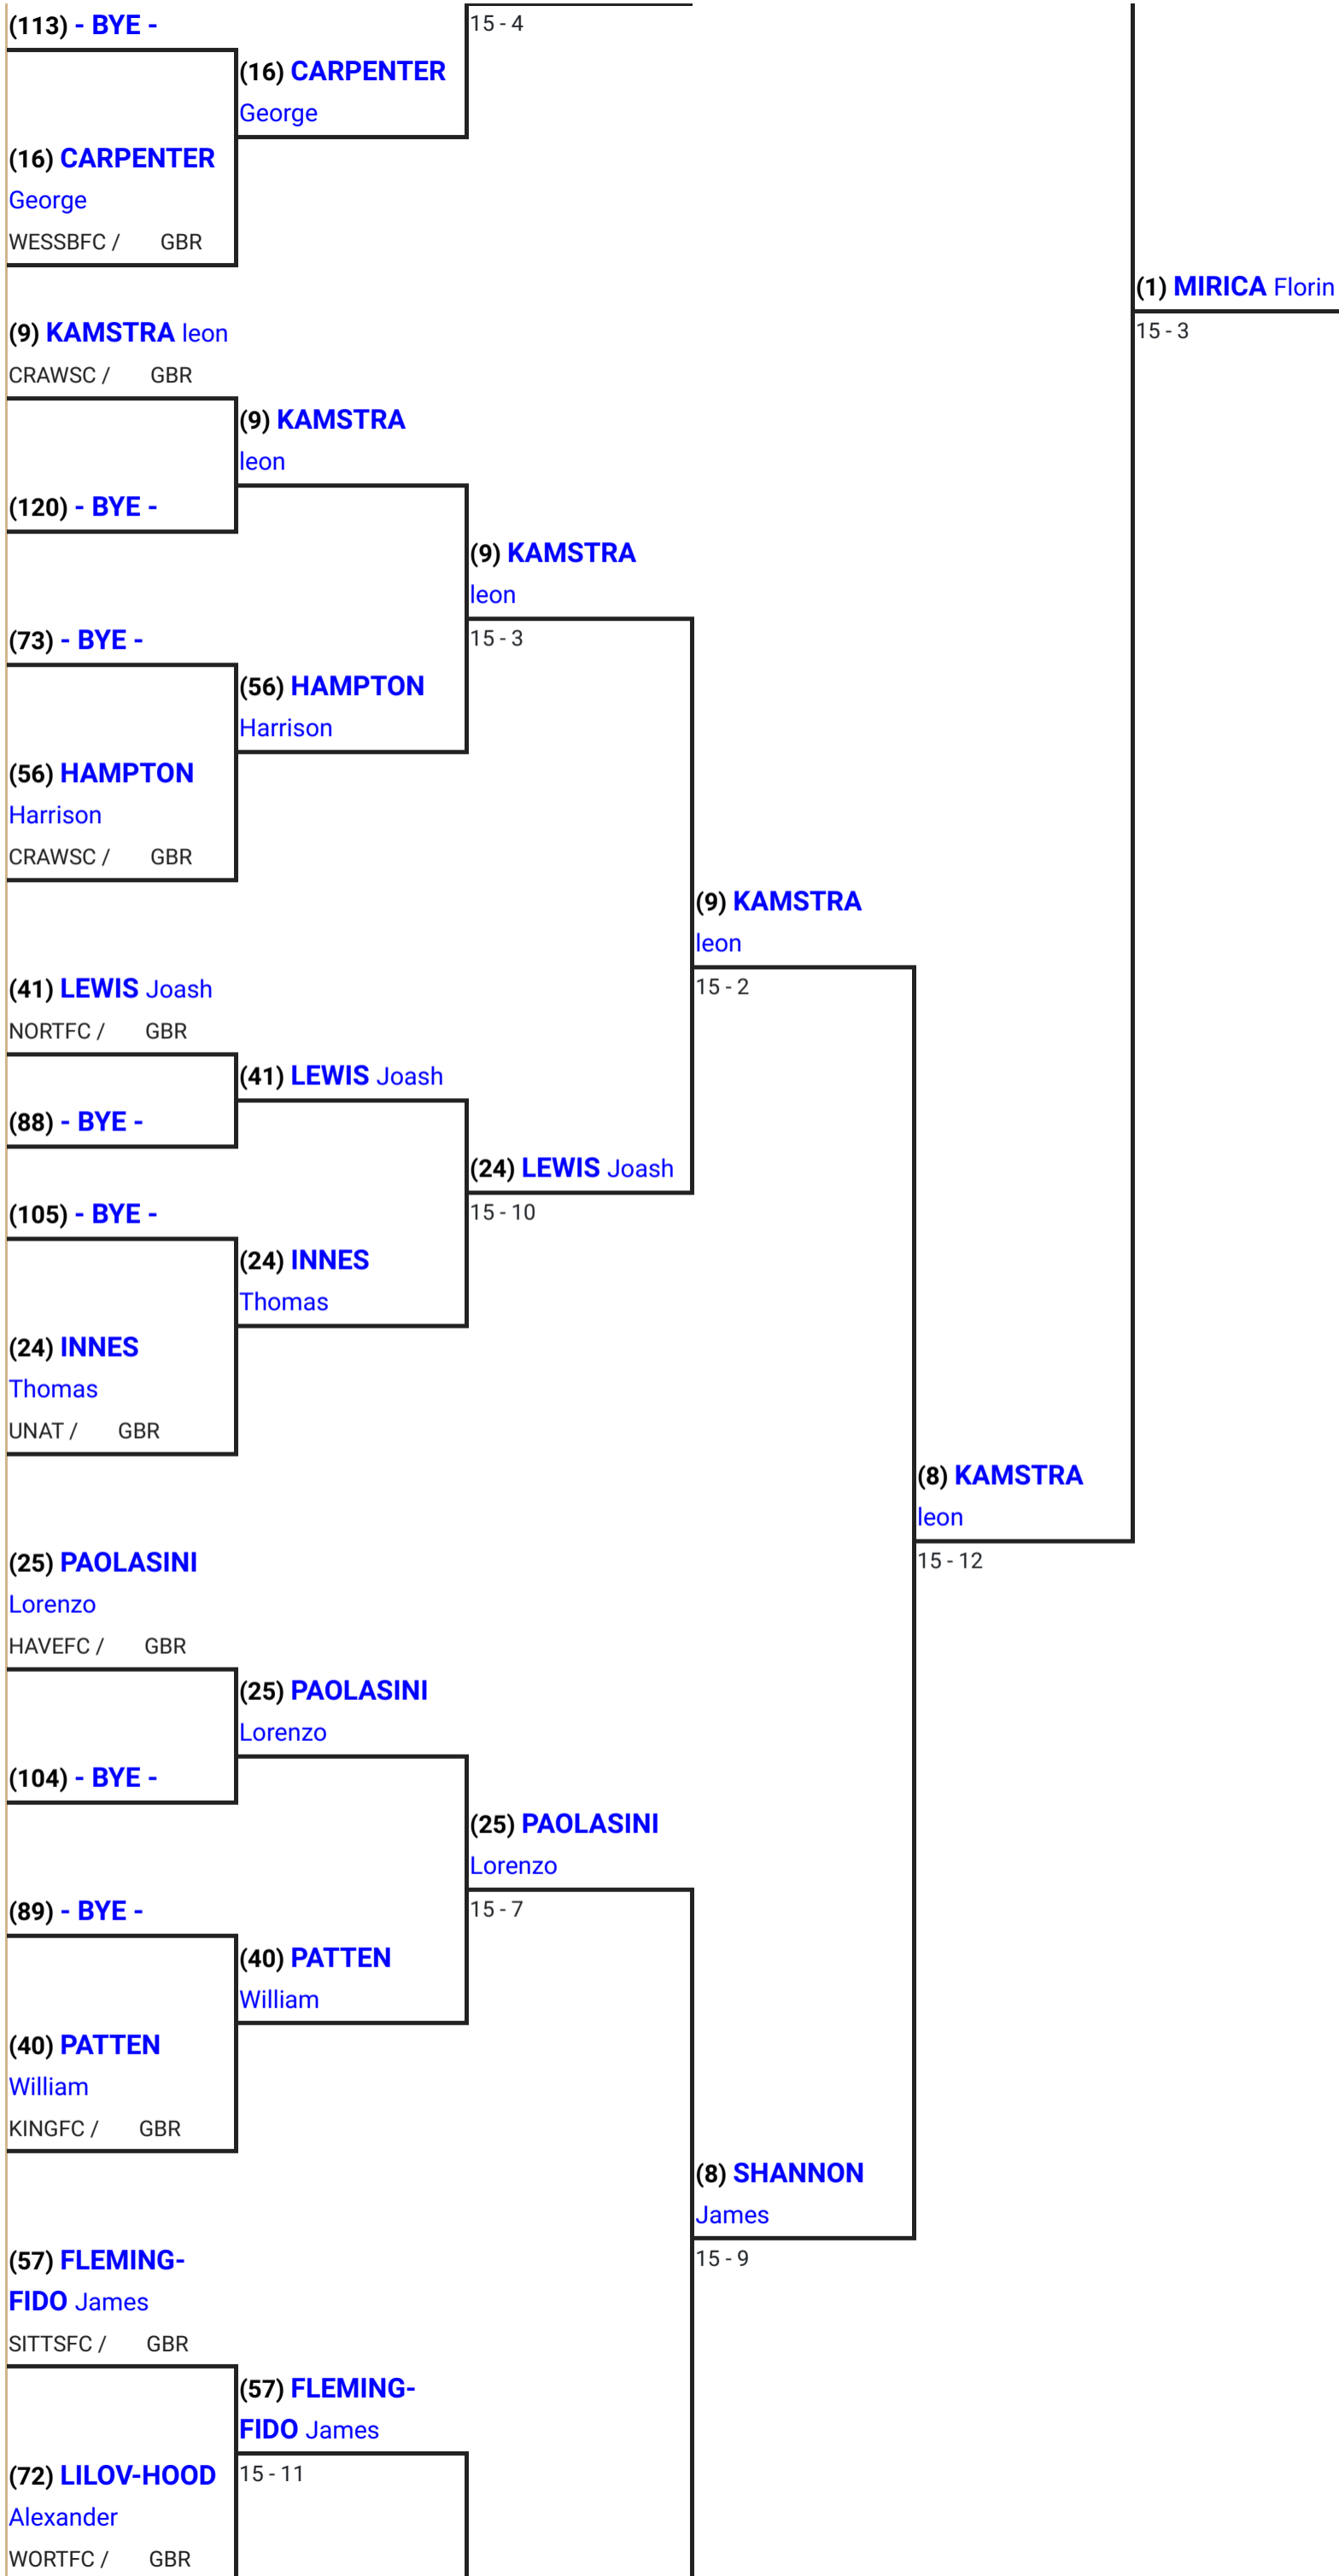 (113) - BYE -
15 - 4
(16) CARPENTER
George
(16) CARPENTER
George
WESSBFC / GBR
(1) MIRICA Florin
15 - 3
(9) KAMSTRA leon
CRAWSC / GBR
(9) KAMSTRA
leon
(120) - BYE -
(9) KAMSTRA
leon
15 - 3
(73) - BYE -
(56) HAMPTON
Harrison
(56) HAMPTON
Harrison
CRAWSC / GBR
(9) KAMSTRA
leon
15 - 2
(41) LEWIS Joash
NORTFC / GBR
(41) LEWIS Joash
(88) - BYE -
(24) LEWIS Joash
15 - 10
(105) - BYE -
(24) INNES
Thomas
(24) INNES
Thomas
UNAT / GBR
(8) KAMSTRA
leon
15 - 12
(25) PAOLASINI
Lorenzo
HAVEFC / GBR
(25) PAOLASINI
Lorenzo
(104) - BYE -
(25) PAOLASINI
Lorenzo
15 - 7
(89) - BYE -
(40) PATTEN
William
(40) PATTEN
William
KINGFC / GBR
(8) SHANNON
James
15 - 9
(57) FLEMING-
FIDO James
SITTSFC / GBR
(57) FLEMING-
FIDO James
15 - 11
(72) LILOV-HOOD
Alexander
WORTFC / GBR